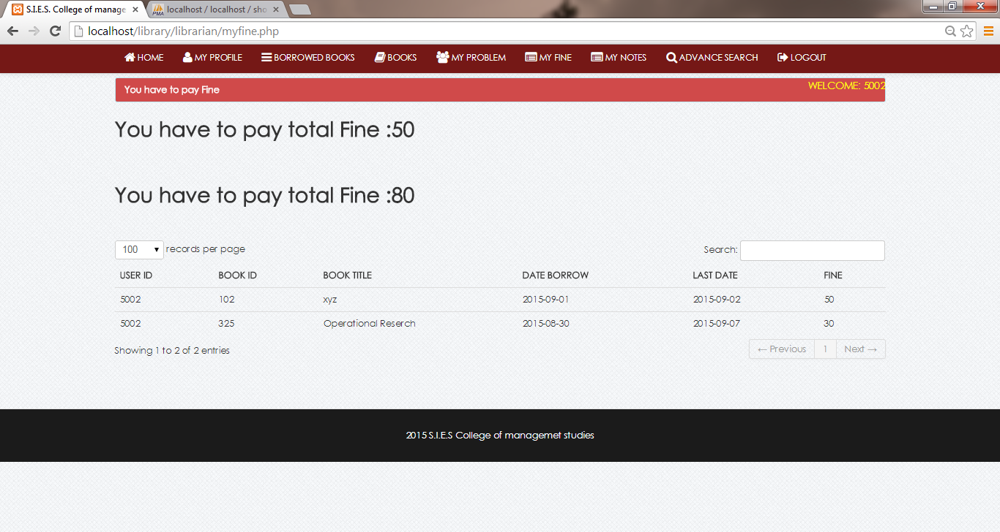 S.I.E.S. College of manage
localhost / localhost / sho
localhost/library/librarian/myfine.php
HOME MY PROFILE BORROWED BOOKS BOOKS MY PROBLEM MY FINE MY NOTES ADVANCE SEARCH LOGOUT
You have to pay Fine
WELCOME: 5002
You have to pay total Fine :50
You have to pay total Fine :80
100 records per page Search:
USER ID BOOK ID BOOK TITLE DATE BORROW LAST DATE FINE
5002 102 xyz 2015-09-01 2015-09-02 50
5002 325 Operational Reserch 2015-08-30 2015-09-07 30
Showing 1 to 2 of 2 entries
← Previous 1 Next →
2015 S.I.E.S College of managemet studies